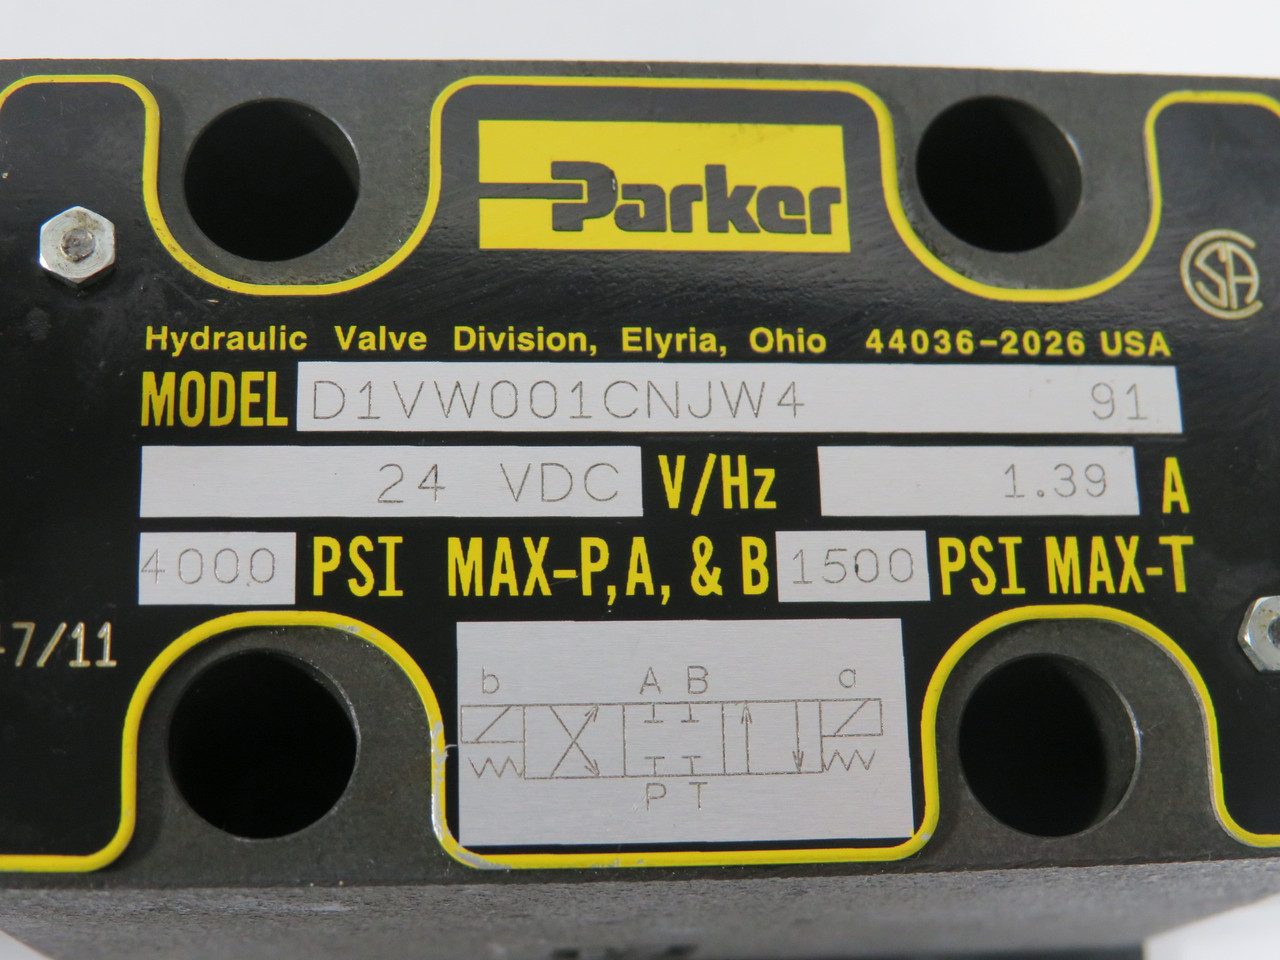 Parker
SA
Hydraulic Valve Division, Elyria, Ohio 44036-2026 USA
MODEL D1VW001CNJW4 91
24 VDC V/Hz 1.39 A
4000 PSI MAX-P,A, & B 1500 PSI MAX-T
7/11
b A B a
P T